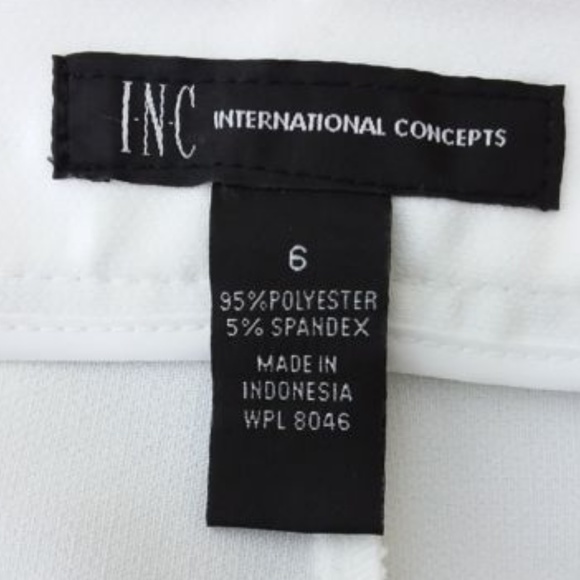 I·N·C INTERNATIONAL CONCEPTS
6
95%POLYESTER
5% SPANDEX
MADE IN
INDONESIA
WPL 8046